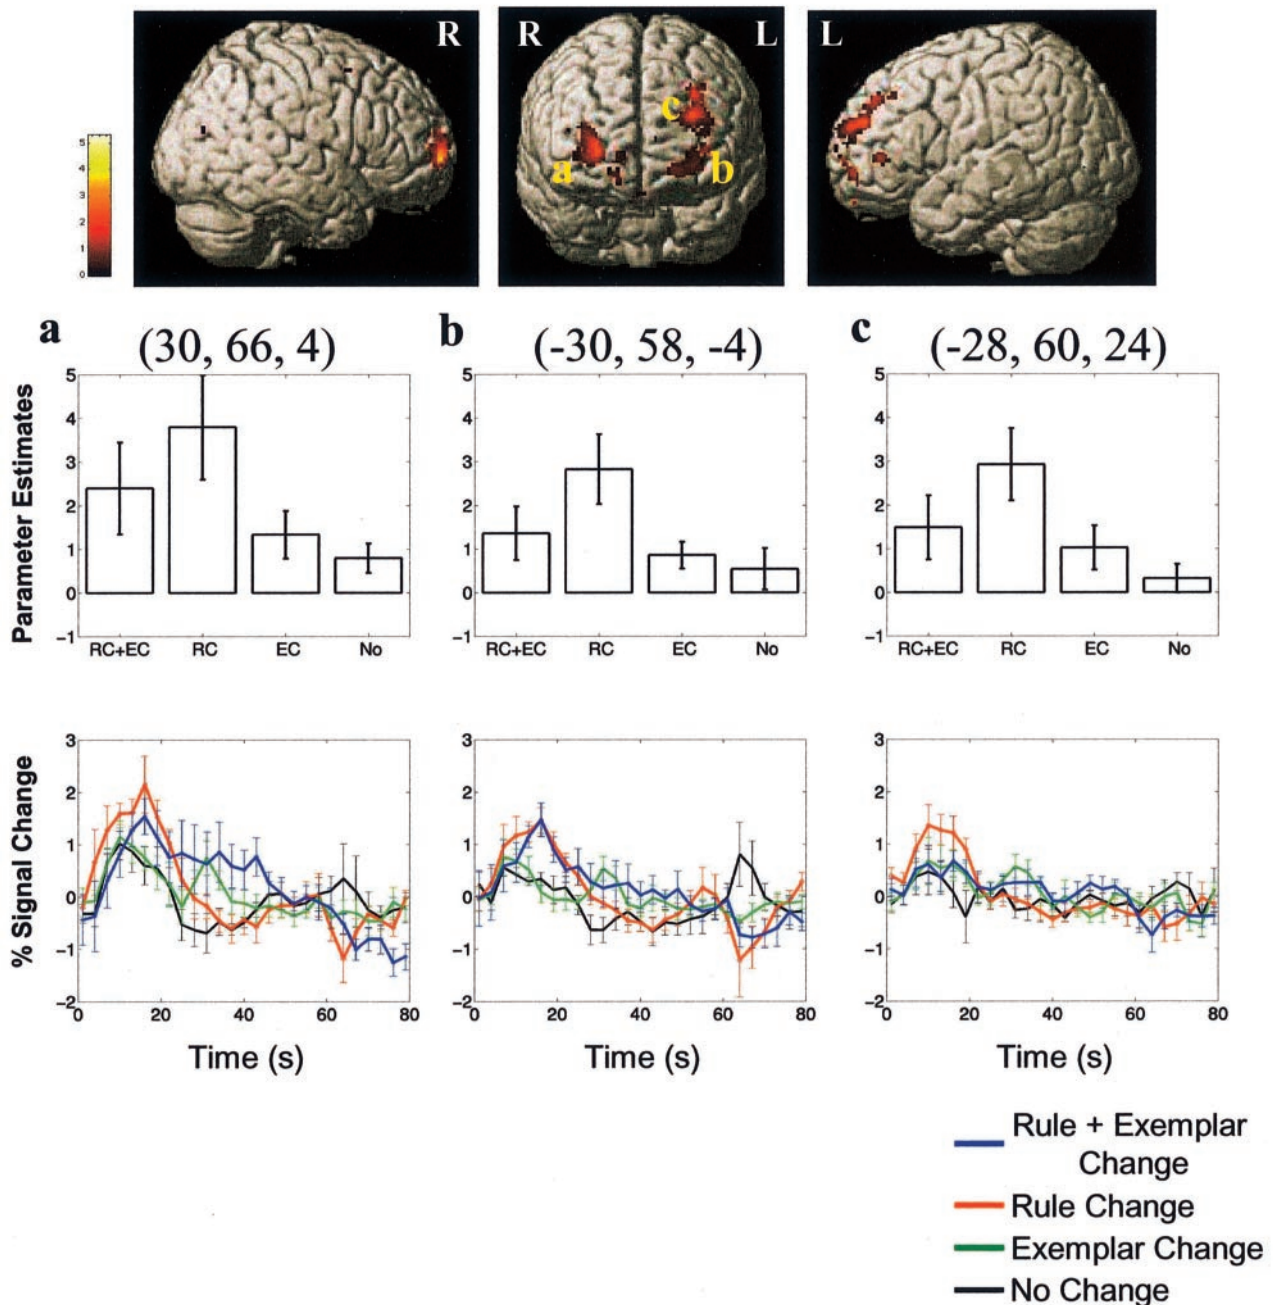 R
R L
L
c
a
b
5
4
3
2
1
0
a
(30, 66, 4)
b
(-30, 58, -4)
c
(-28, 60, 24)
Parameter Estimates
5
4
3
2
1
0
-1
RC+EC RC EC No
5
4
3
2
1
0
-1
RC+EC RC EC No
5
4
3
2
1
0
-1
RC+EC RC EC No
% Signal Change
3
2
1
0
-1
-2
0 20 40 60 80
Time (s)
3
2
1
0
-1
-2
0 20 40 60 80
Time (s)
3
2
1
0
-1
-2
0 20 40 60 80
Time (s)
Rule + Exemplar
Change
Rule Change
Exemplar Change
No Change